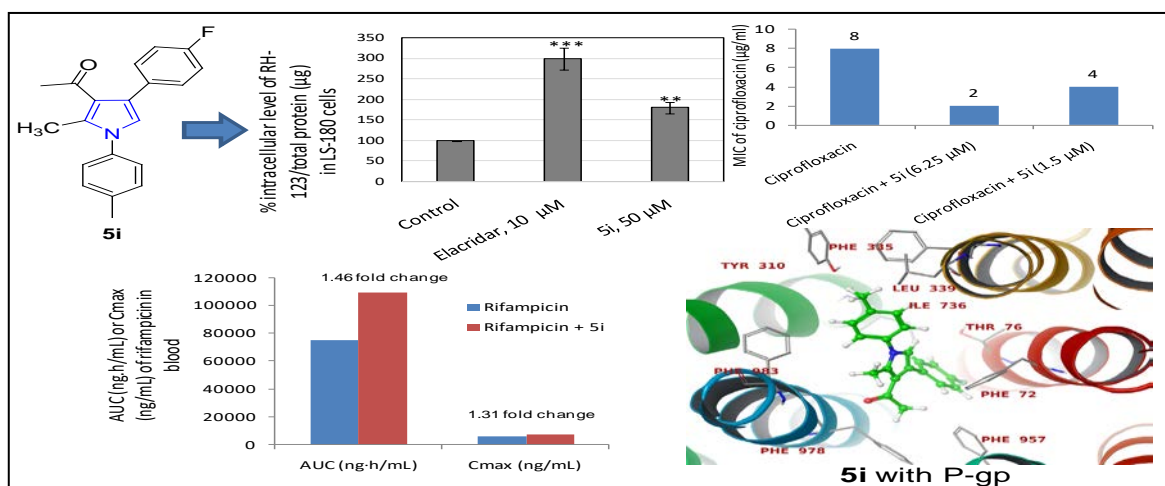 F
O
H₃C
N
5i
%intracellular level of RH-
123/total protein (µg)
in LS-180 cells
350
300
250
200
150
100
50
0
***
**
Control
Elacridar, 10 µM
5i, 50 µM
MIC of ciprofloxacin (µg/ml)
10
8
6
4
2
0
8
2
4
Ciprofloxacin
Ciprofloxacin + 5i (6.25 µM)
Ciprofloxacin + 5i (1.5 µM)
AUC (ng.h/mL) or Cmax
(ng/mL) of rifampicinin
blood
120000
100000
80000
60000
40000
20000
0
1.46 fold change
1.31 fold change
Rifampicin
Rifampicin + 5i
AUC (ng·h/mL)
Cmax (ng/mL)
PHE 335
TYR 310
LEU 339
ILE 736
THR 76
PHE 983
PHE 72
PHE 957
PHE 978
5i with P-gp